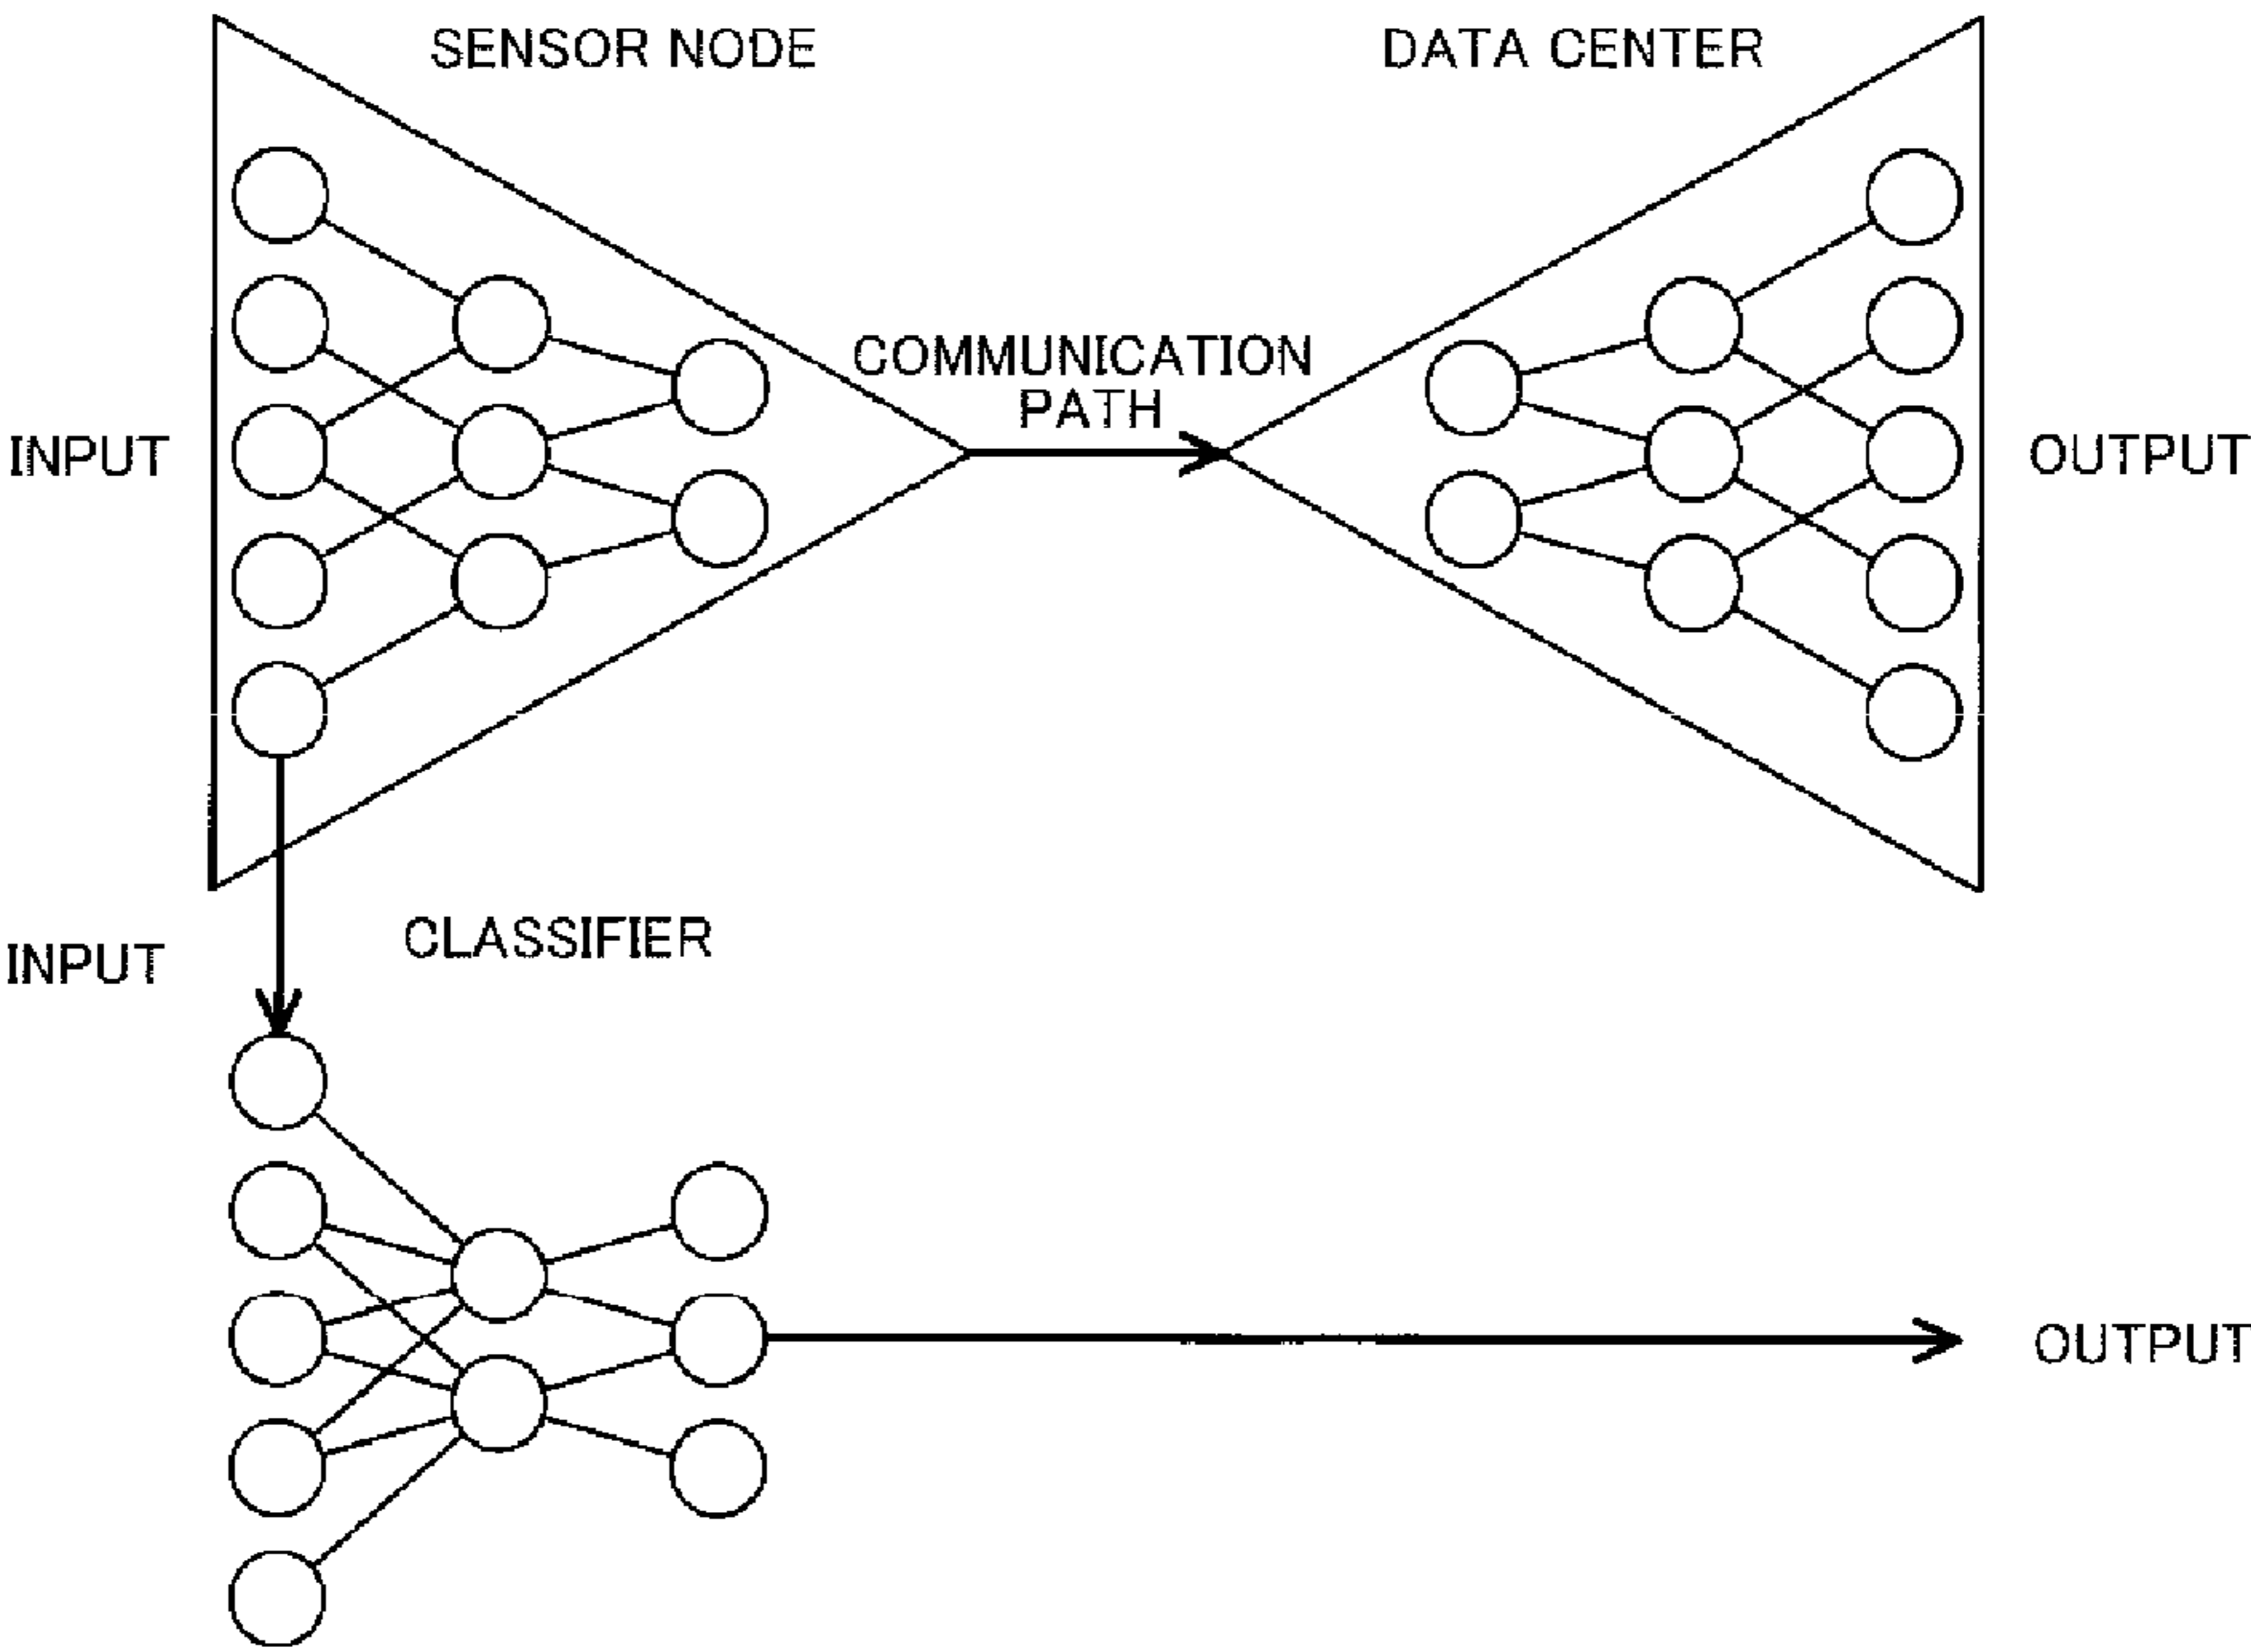 SENSOR NODE
DATA CENTER
COMMUNICATION
PATH
INPUT
OUTPUT
CLASSIFIER
INPUT
OUTPUT